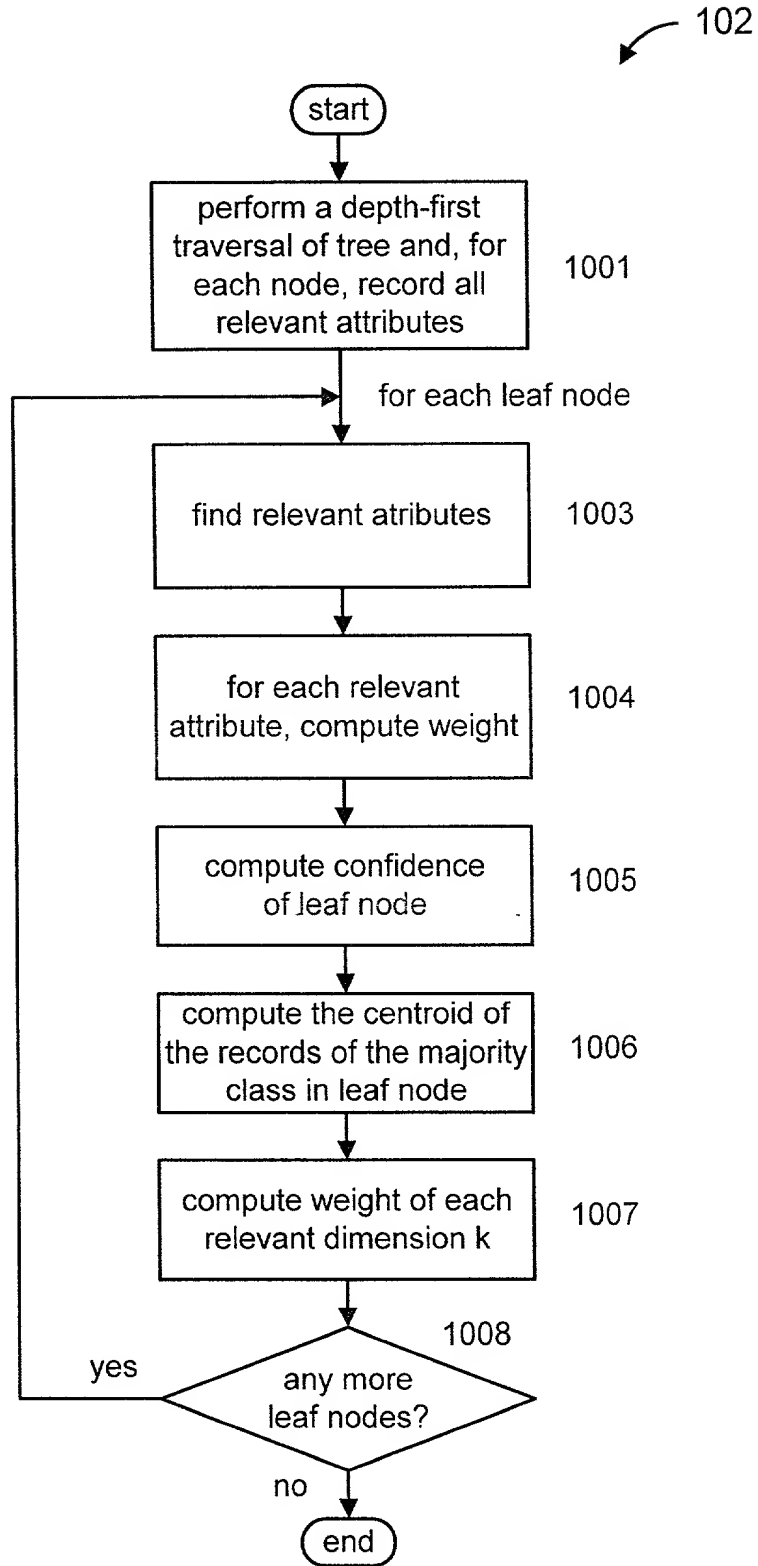 102
start
perform a depth-first
traversal of tree and, for
each node, record all
relevant attributes
1001
for each leaf node
find relevant atributes
1003
for each relevant
attribute, compute weight
1004
compute confidence
of leaf node
1005
compute the centroid of
the records of the majority
class in leaf node
1006
compute weight of each
relevant dimension k
1007
1008
yes
any more
leaf nodes?
no
end